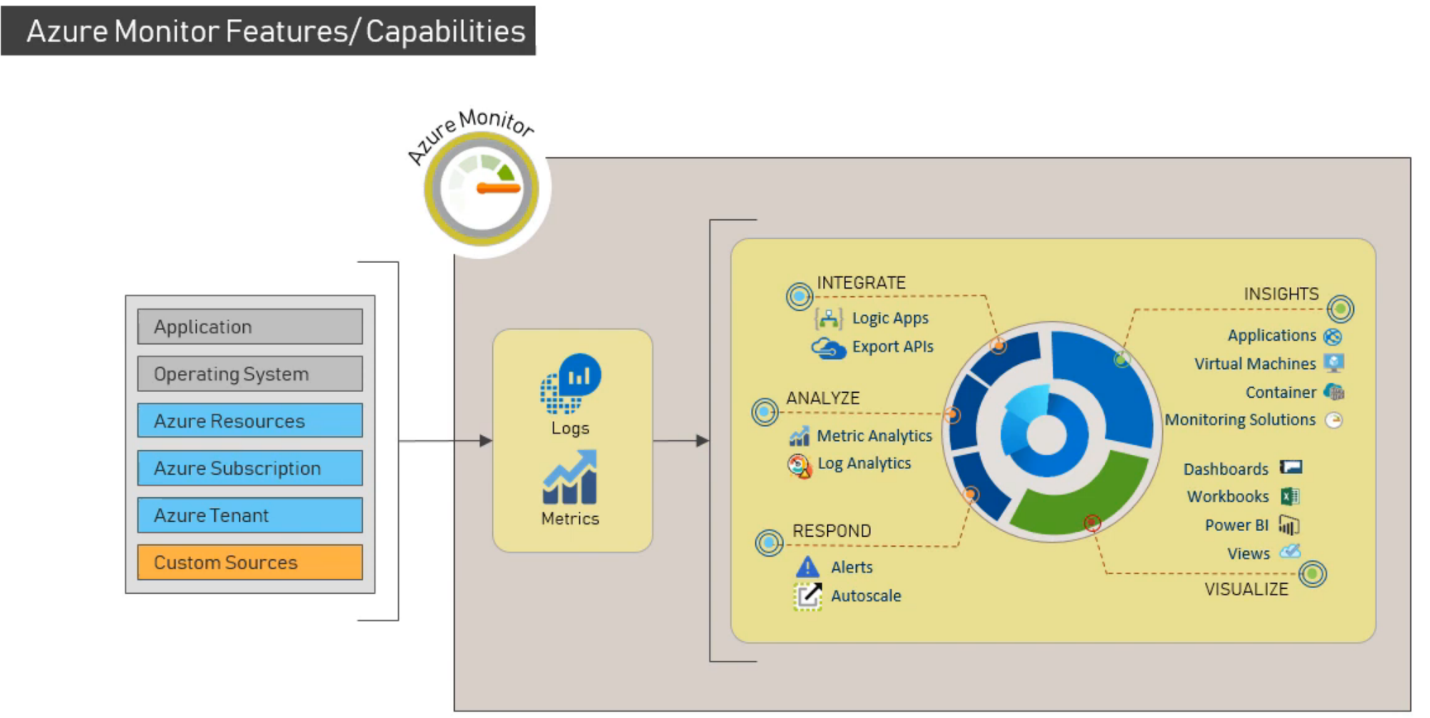 Azure Monitor Features/Capabilities
Azure Monitor
Application
Operating System
Azure Resources
Azure Subscription
Azure Tenant
Custom Sources
Logs
Metrics
INTEGRATE
Logic Apps
Export APIs
ANALYZE
Metric Analytics
Log Analytics
RESPOND
Alerts
Autoscale
INSIGHTS
Applications
Virtual Machines
Container
Monitoring Solutions
Dashboards
Workbooks
Power BI
Views
VISUALIZE